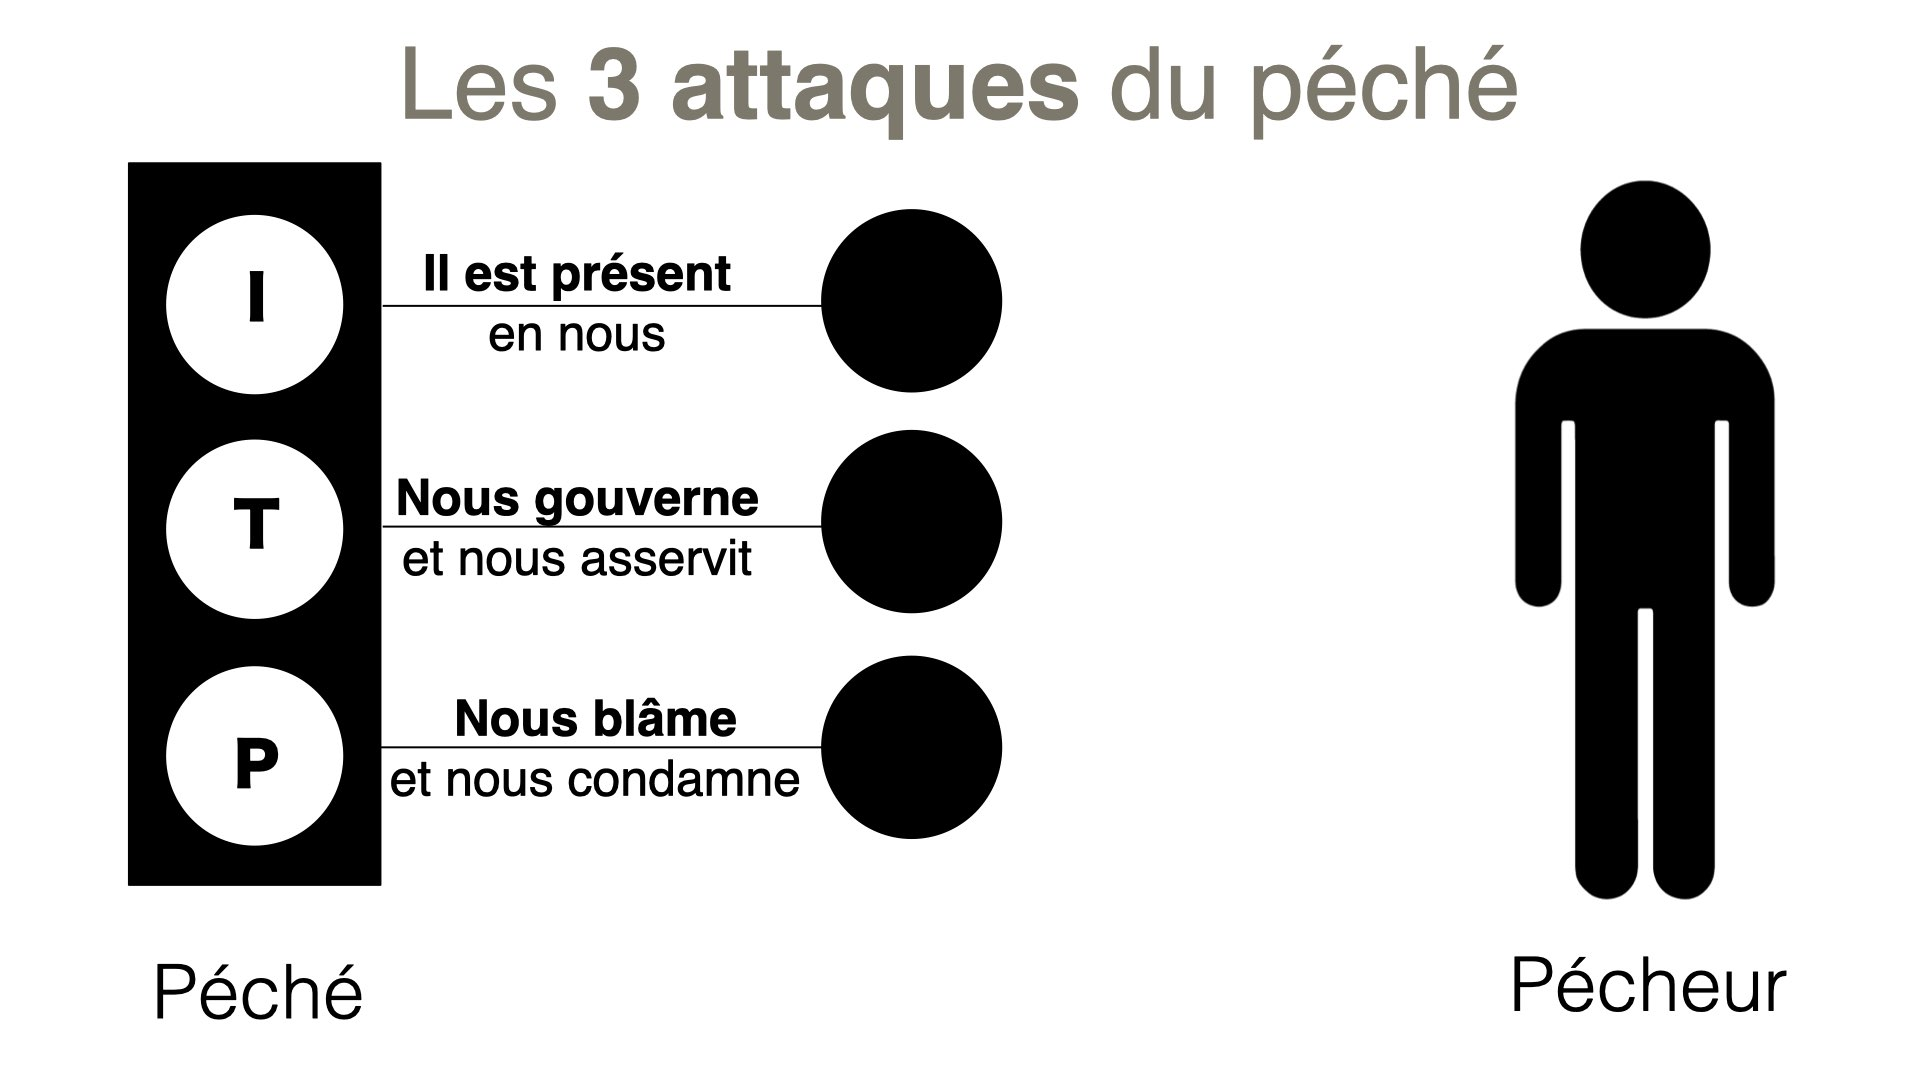 Les 3 attaques du péché
I
Il est présent
en nous
T
Nous gouverne
et nous asservit
P
Nous blâme
et nous condamne
Péché
Pécheur